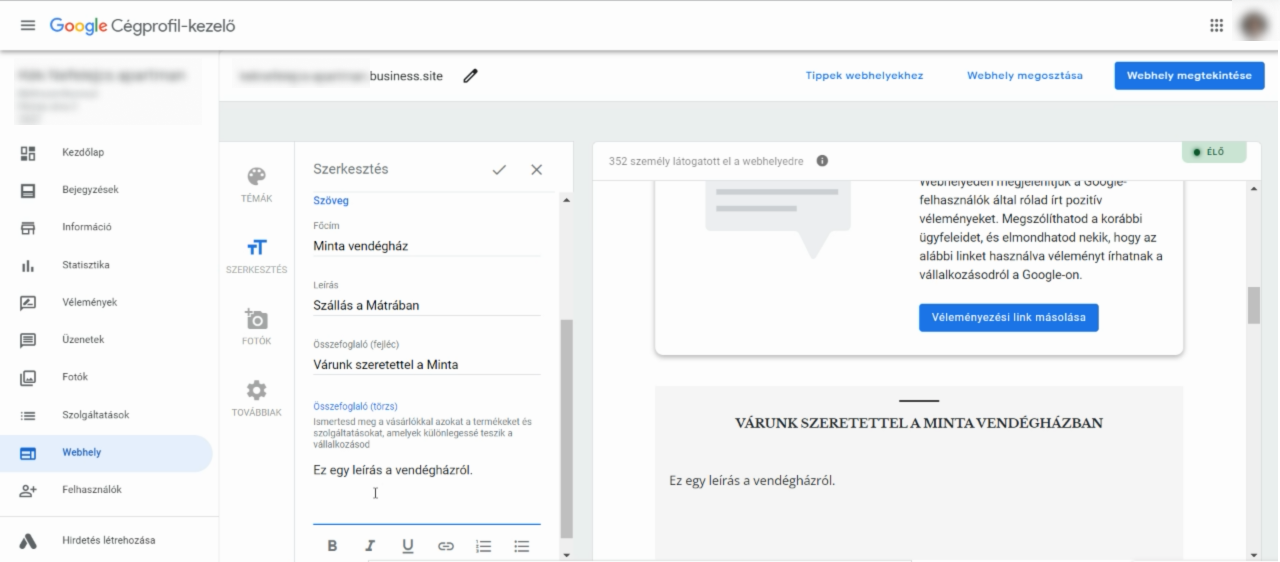 Google Cégprofil-kezelő
business.site
Tippek webhelyekhez
Webhely megosztása
Webhely megtekintése
Kezdőlap
Bejegyzések
Információ
Statisztika
Vélemények
Üzenetek
Fotók
Szolgáltatások
Webhely
Felhasználók
Hirdetés létrehozása
TÉMÁK
SZERKESZTÉS
FOTÓK
TOVÁBBIAK
Szerkesztés
Szöveg
Főcím
Minta vendégház
Leírás
Szállás a Mátrában
Összefoglaló (fejléc)
Várunk szeretettel a Minta
Összefoglaló (törzs)
Ismertesd meg a vásárlókkal azokat a termékeket és
szolgáltatásokat, amelyek különlegessé teszik a
vállalkozásod
Ez egy leírás a vendégházról.
B I U
352 személy látogatott el a webhelyedre
ÉLŐ
Webhelyeden megjelenítjük a Google-
felhasználók által rólad írt pozitív
véleményeket. Megszólíthatod a korábbi
ügyfeleidet, és elmondhatod nekik, hogy az
alábbi linket használva véleményt írhatnak a
vállalkozásodról a Google-on.
Véleményezési link másolása
VÁRUNK SZERETETTEL A MINTA VENDÉGHÁZBAN
Ez egy leírás a vendégházról.